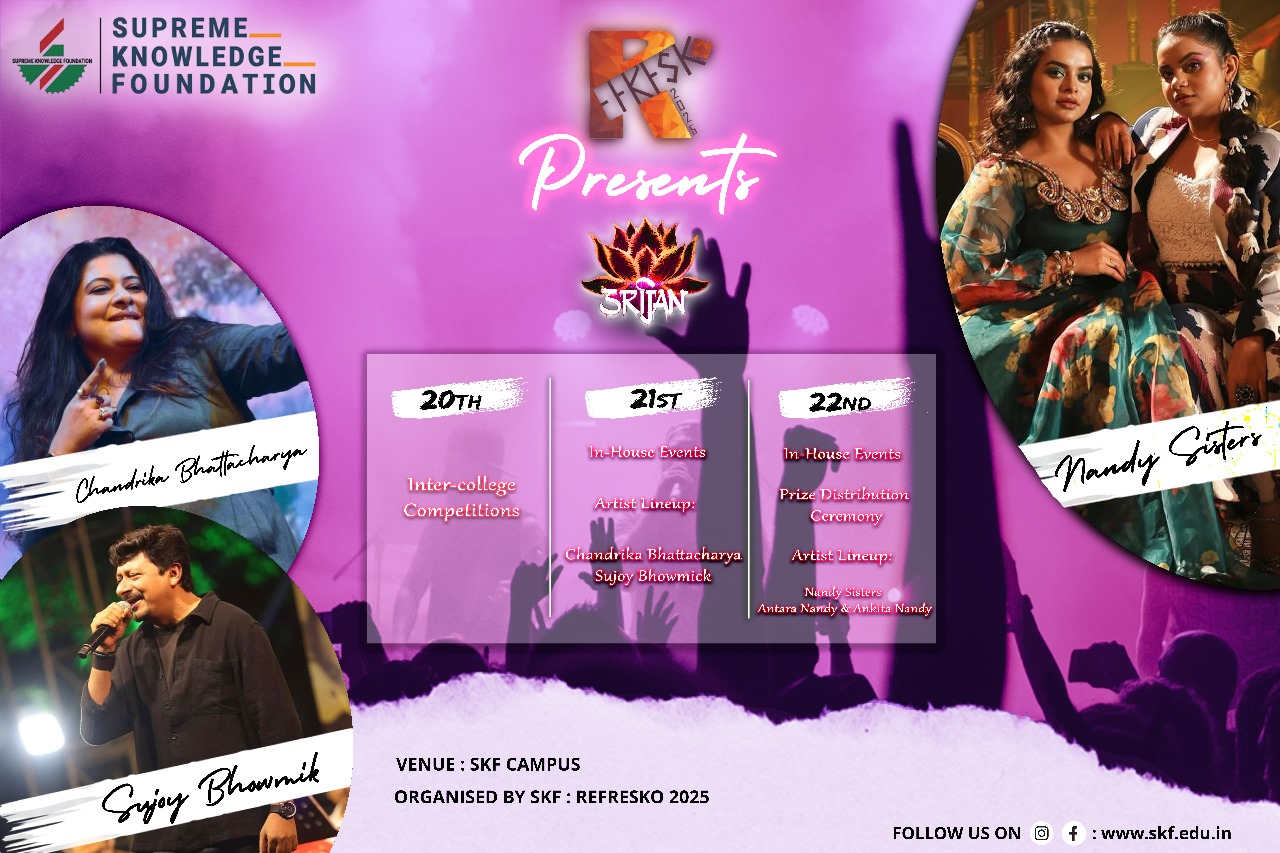 SUPREME KNOWLEDGE FOUNDATION
SUPREME
KNOWLEDGE
FOUNDATION
REFRESKO
2025
Presents
SRIJAN
20TH
Inter-college
Competitions
21ST
In-House Events
Artist Lineup:
Chandrika Bhattacharya
Sujoy Bhowmick
22ND
In-House Events
Prize Distribution
Ceremony
Artist Lineup:
Nandy Sisters
Antara Nandy & Ankita Nandy
Chandrika Bhattacharya
Nandy Sisters
Sujoy Bhowmik
VENUE : SKF CAMPUS
ORGANISED BY SKF : REFRESKO 2025
FOLLOW US ON : www.skf.edu.in